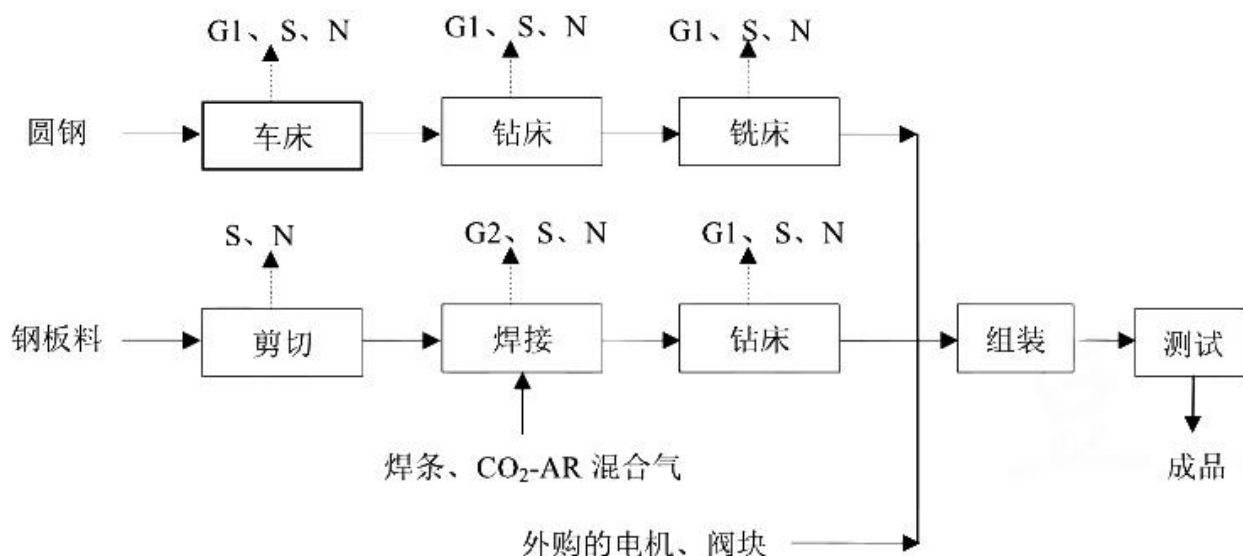 G1、S、N
G1、S、N
G1、S、N
圆钢
车床
钻床
铣床
S、N
G2、S、N
G1、S、N
钢板料
剪切
焊接
钻床
组装
测试
焊条、CO₂-AR 混合气
成品
外购的电机、阀块